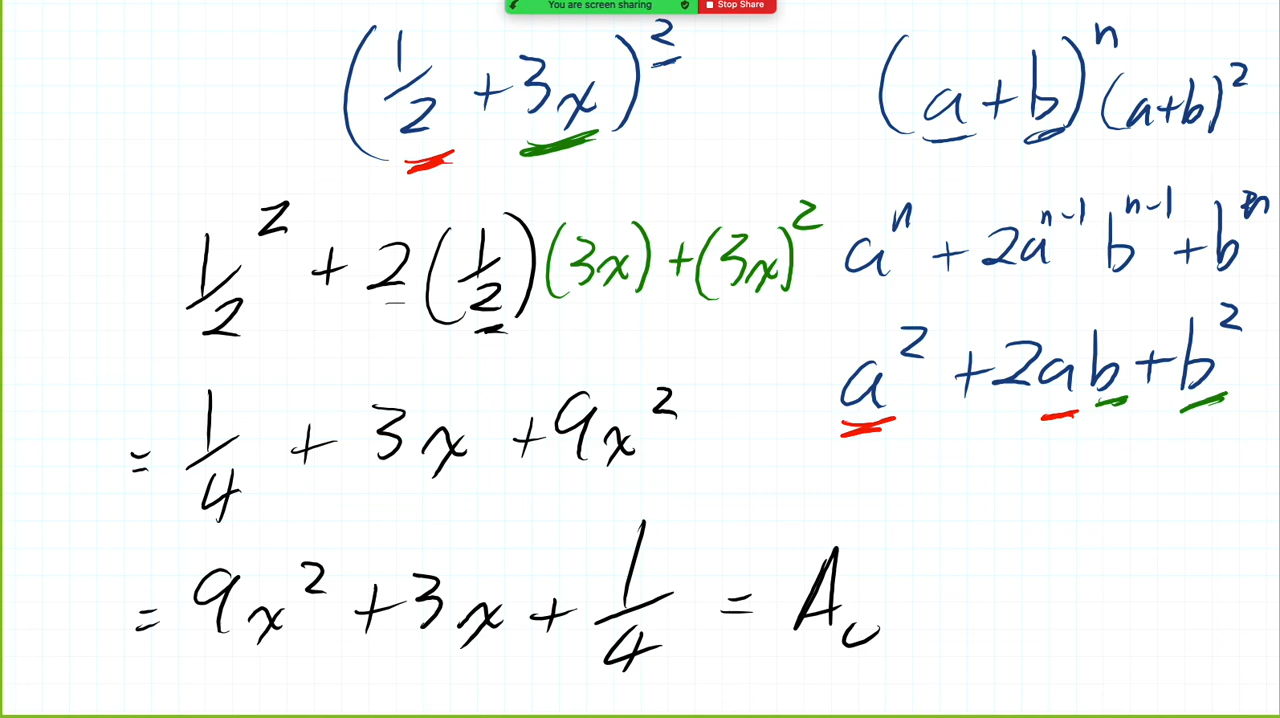 You are screen sharing Stop Share
(1/2 + 3x)^2
(a+b)^n (a+b)^2
1/2^2 + 2(1/2)(3x) + (3x)^2
a^n + 2a^{n-1} b^{n-1} + b^n
a^2 + 2ab + b^2
= 1/4 + 3x + 9x^2
= 9x^2 + 3x + 1/4 = A